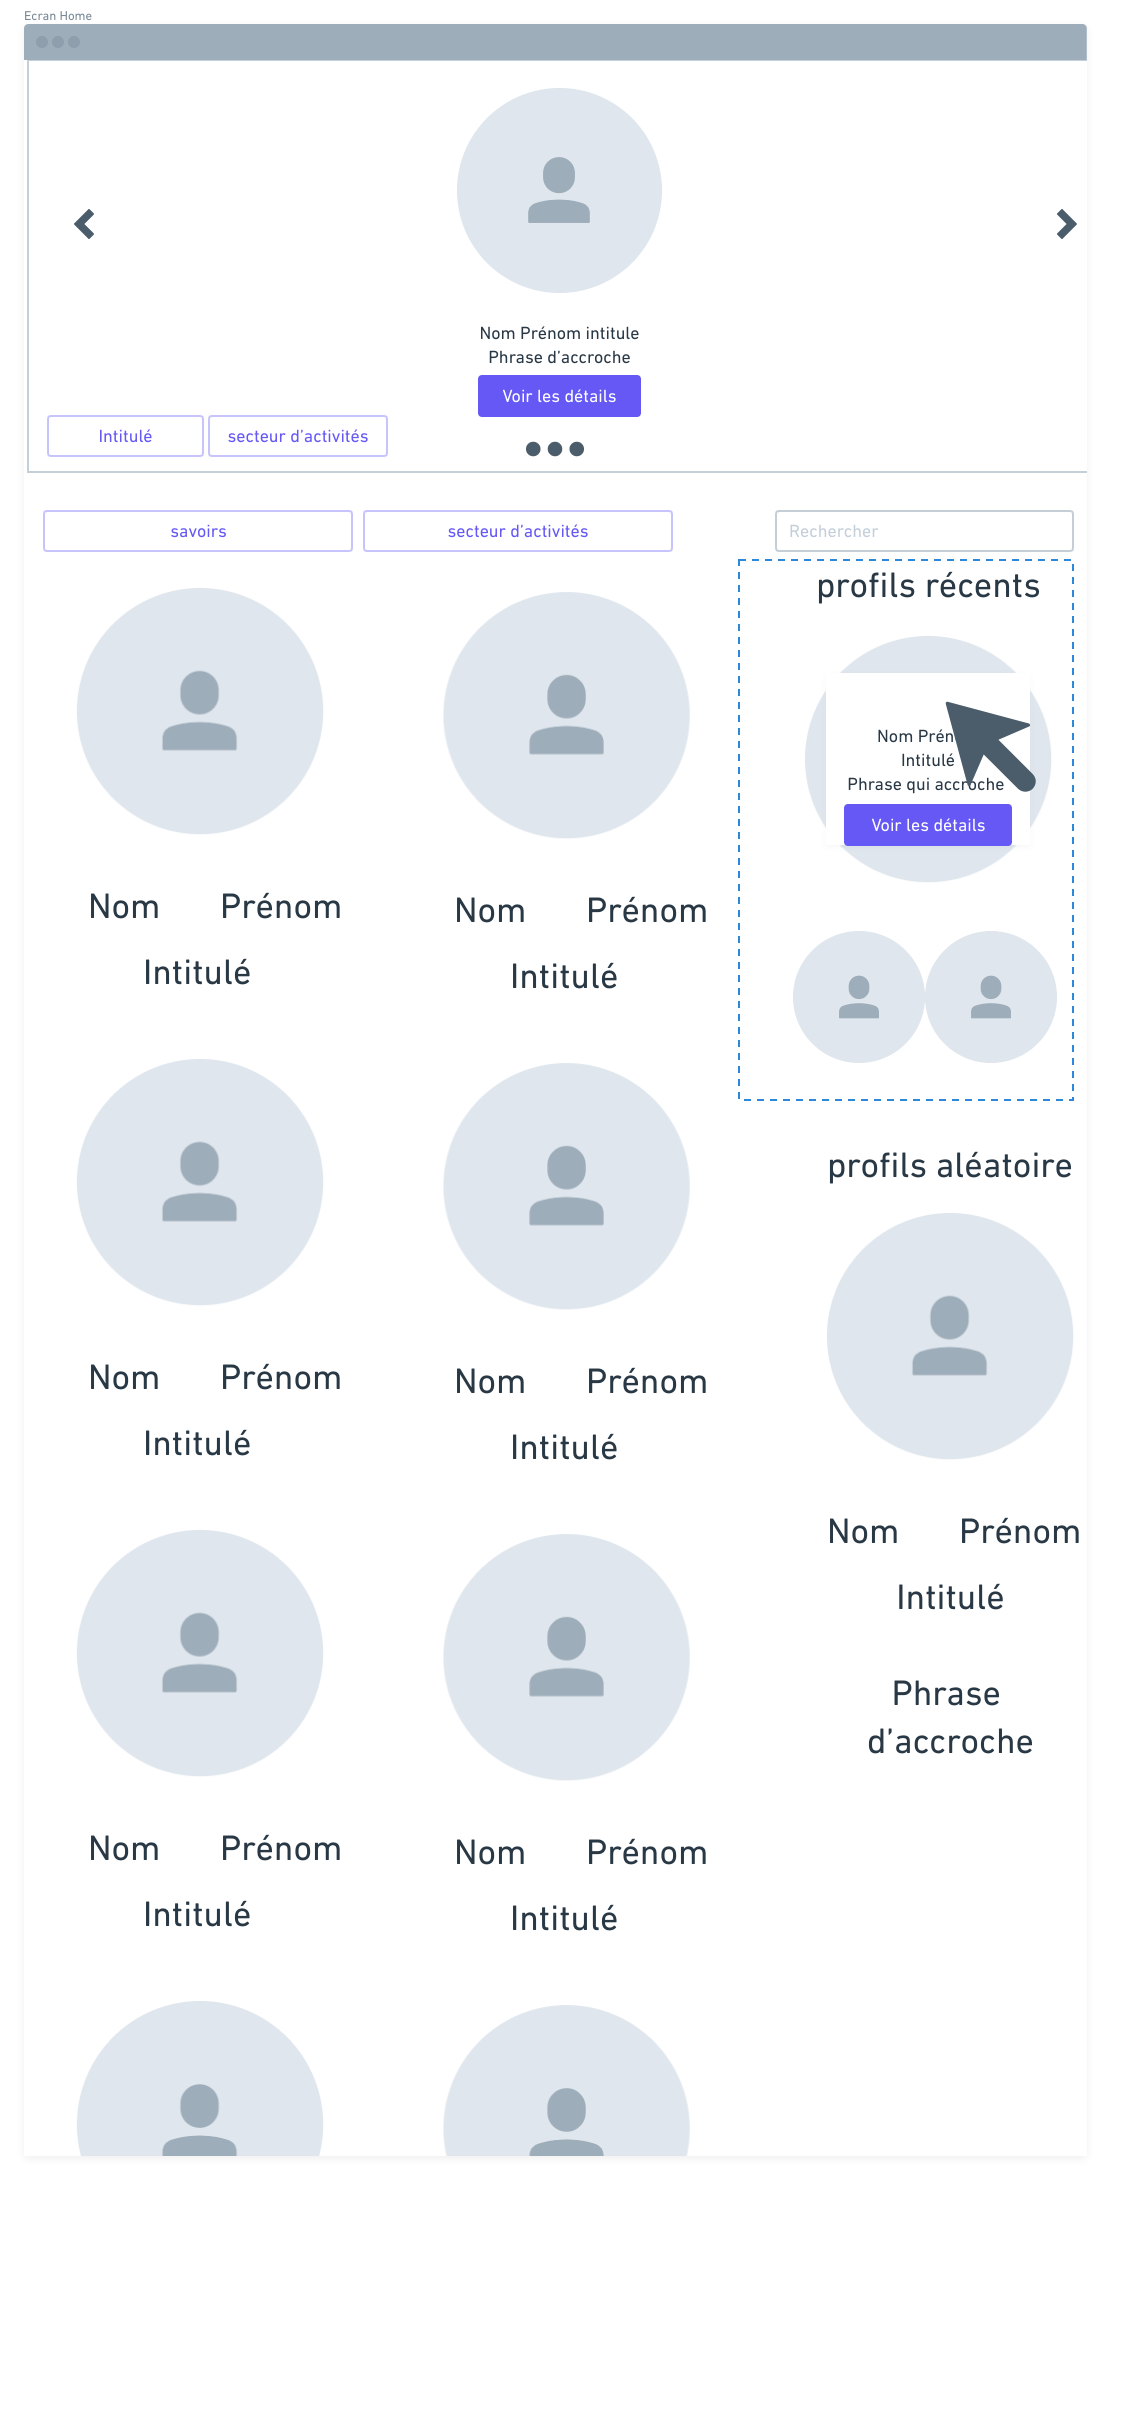 Ecran Home
Nom Prénom intitule
Phrase d’accroche
Voir les détails
Intitulé
secteur d’activités
savoirs
secteur d’activités
Rechercher
profils récents
Nom
Intitulé
Phrase qui accroche
Voir les détails
Nom Prénom
Intitulé
Nom Prénom
Intitulé
profils aléatoire
Nom Prénom
Intitulé
Nom Prénom
Intitulé
Nom Prénom
Intitulé
Phrase
d’accroche
Nom Prénom
Intitulé
Nom Prénom
Intitulé